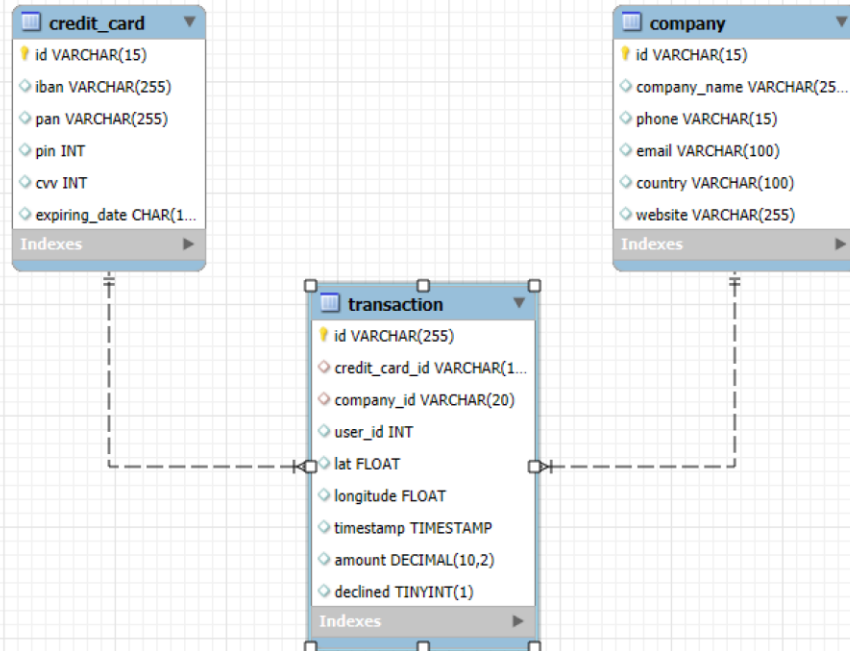 credit_card
id VARCHAR(15)
iban VARCHAR(255)
pan VARCHAR(255)
pin INT
cvv INT
expiring_date CHAR(1...
Indexes
company
id VARCHAR(15)
company_name VARCHAR(25...
phone VARCHAR(15)
email VARCHAR(100)
country VARCHAR(100)
website VARCHAR(255)
Indexes
transaction
id VARCHAR(255)
credit_card_id VARCHAR(1...
company_id VARCHAR(20)
user_id INT
lat FLOAT
longitude FLOAT
timestamp TIMESTAMP
amount DECIMAL(10,2)
declined TINYINT(1)
Indexes